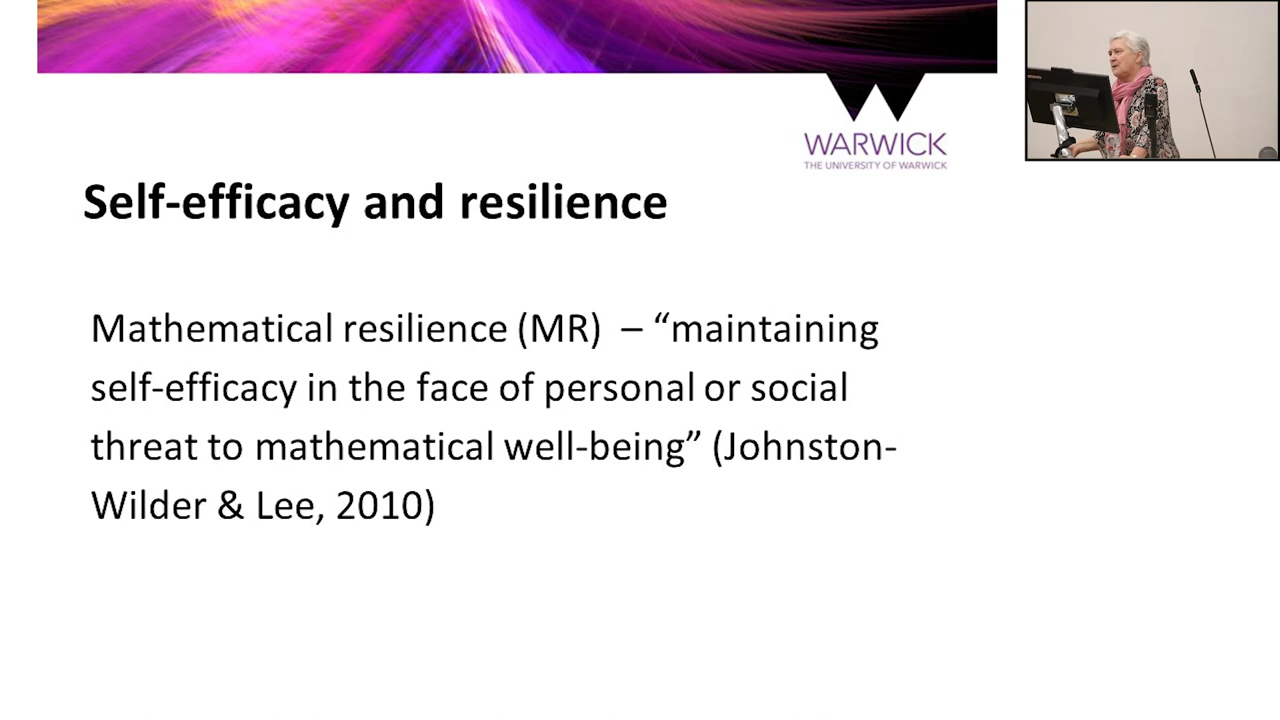 WARWICK
THE UNIVERSITY OF WARWICK
Self-efficacy and resilience
Mathematical resilience (MR) – “maintaining
self-efficacy in the face of personal or social
threat to mathematical well-being” (Johnston-
Wilder & Lee, 2010)